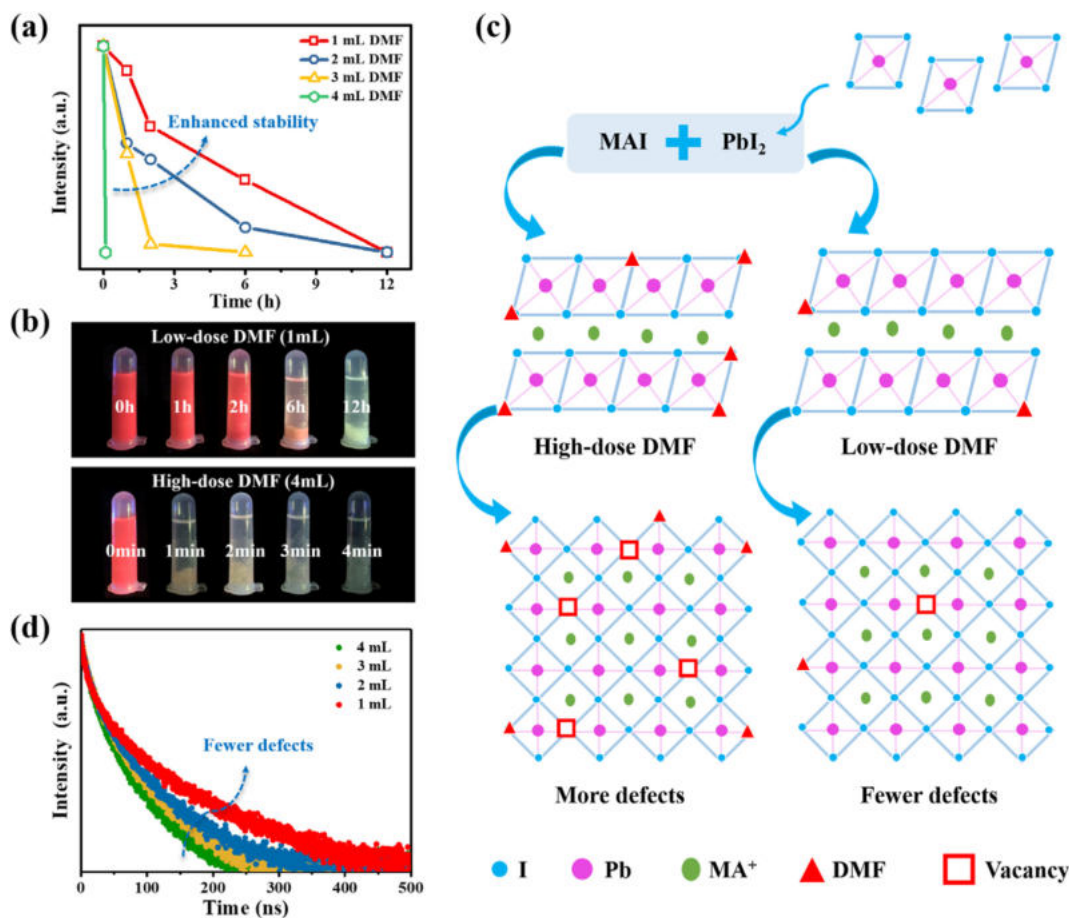 (a)
Intensity (a.u.)
1 mL DMF
2 mL DMF
3 mL DMF
4 mL DMF
Enhanced stability
0 3 6 9 12
Time (h)
(b)
Low-dose DMF (1mL)
0h 1h 2h 6h 12h
High-dose DMF (4mL)
0min 1min 2min 3min 4min
(c)
MAI PbI₂
High-dose DMF Low-dose DMF
More defects Fewer defects
I Pb MA⁺ DMF Vacancy
(d)
Intensity (a.u.)
4 mL
3 mL
2 mL
1 mL
Fewer defects
0 100 200 300 400 500
Time (ns)